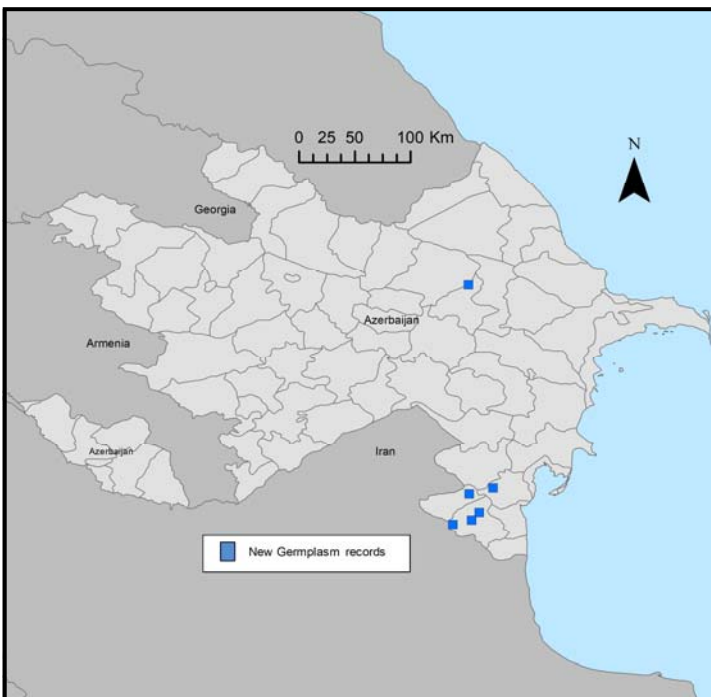 0 25 50 100 Km
N
Georgia
Azerbaijan
Armenia
Iran
Azerbaijan
New Germplasm records